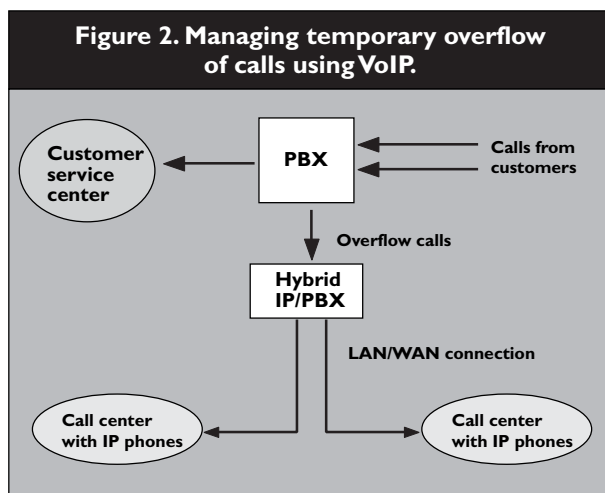 Figure 2. Managing temporary overflow
of calls using VoIP.
Customer
service
center
PBX
Calls from
customers
Overflow calls
Hybrid
IP/PBX
LAN/WAN connection
Call center
with IP phones
Call center
with IP phones